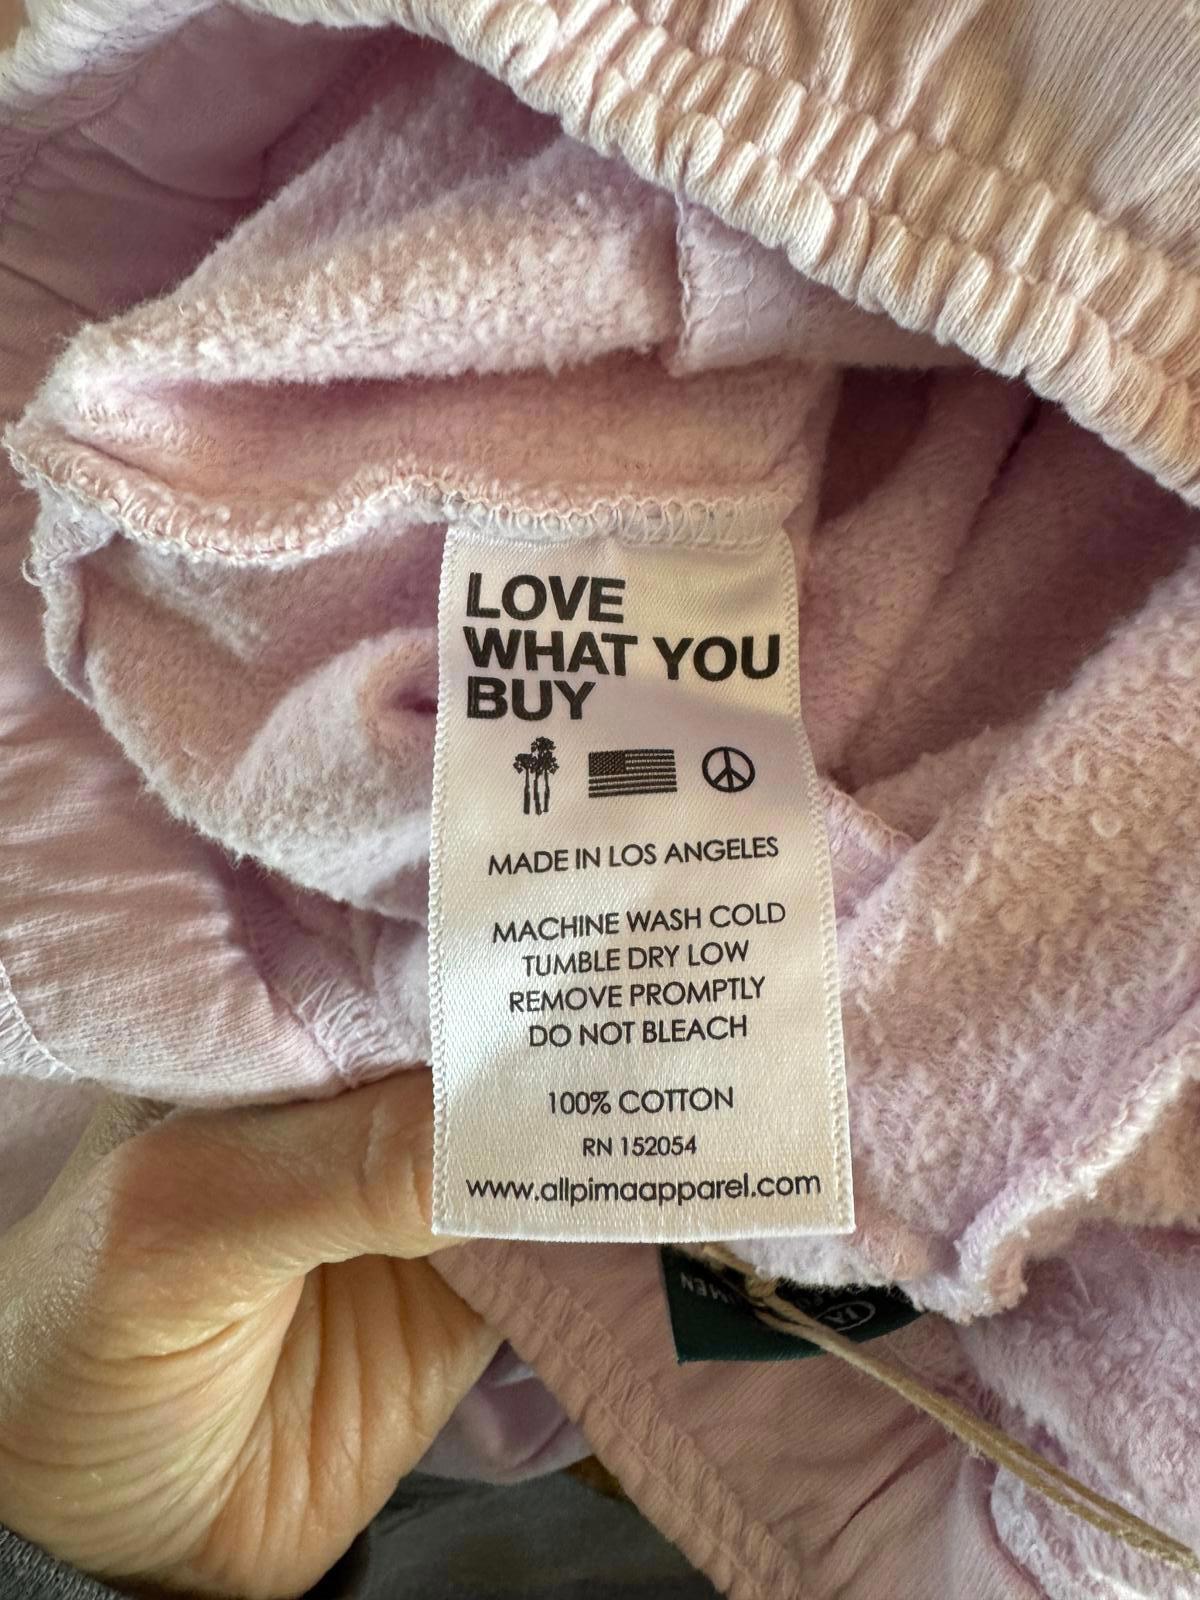 LOVE
WHAT YOU
BUY
MADE IN LOS ANGELES
MACHINE WASH COLD
TUMBLE DRY LOW
REMOVE PROMPTLY
DO NOT BLEACH
100% COTTON
RN 152054
www.allpimaapparel.com